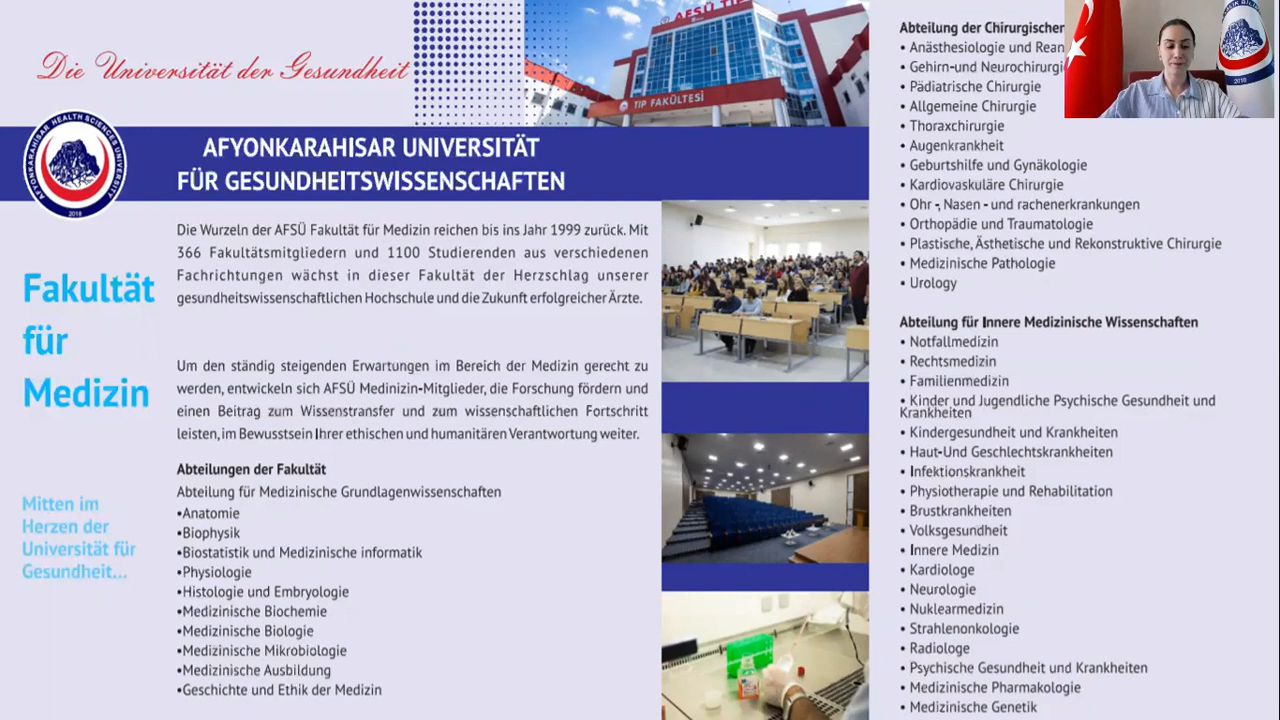 Die Universität der Gesundheit
AFSÜ TIP
TIP FAKÜLTESİ
AFYONKARAHISAR HEALTH SCIENCES UNIVERSITY
2018
AFYONKARAHISAR UNIVERSITÄT
FÜR GESUNDHEITSWISSENSCHAFTEN
Fakultät
für
Medizin
Mitten im
Herzen der
Universität für
Gesundheit...
Die Wurzeln der AFSÜ Fakultät für Medizin reichen bis ins Jahr 1999 zurück. Mit
366 Fakultätsmitgliedern und 1100 Studierenden aus verschiedenen
Fachrichtungen wächst in dieser Fakultät der Herzschlag unserer
gesundheitswissenschaftlichen Hochschule und die Zukunft erfolgreicher Ärzte.
Um den ständig steigenden Erwartungen im Bereich der Medizin gerecht zu
werden, entwickeln sich AFSÜ Medinizin-Mitglieder, die Forschung fördern und
einen Beitrag zum Wissenstransfer und zum wissenschaftlichen Fortschritt
leisten, im Bewusstsein Ihrer ethischen und humanitären Verantwortung weiter.
Abteilungen der Fakultät
Abteilung für Medizinische Grundlagenwissenschaften
•Anatomie
•Biophysik
•Biostatistik und Medizinische informatik
•Physiologie
•Histologie und Embryologie
•Medizinische Biochemie
•Medizinische Biologie
•Medizinische Mikrobiologie
•Medizinische Ausbildung
•Geschichte und Ethik der Medizin
Abteilung der Chirurgischer
• Anästhesiologie und Rean
• Gehirn-und Neurochirurgi
• Pädiatrische Chirurgie
• Allgemeine Chirurgie
• Thoraxchirurgie
• Augenkrankheit
• Geburtshilfe und Gynäkologie
• Kardiovaskuläre Chirurgie
• Ohr -, Nasen - und rachenerkrankungen
• Orthopädie und Traumatologie
• Plastische, Ästhetische und Rekonstruktive Chirurgie
• Medizinische Pathologie
• Urology
Abteilung für Innere Medizinische Wissenschaften
• Notfallmedizin
• Rechtsmedizin
• Familienmedizin
• Kinder und Jugendliche Psychische Gesundheit und
Krankheiten
• Kindergesundheit und Krankheiten
• Haut-Und Geschlechtskrankheiten
• Infektionskrankheit
• Physiotherapie und Rehabilitation
• Brustkrankheiten
• Volksgesundheit
• Innere Medizin
• Kardiologe
• Neurologie
• Nuklearmedizin
• Strahlenonkologie
• Radiologe
• Psychische Gesundheit und Krankheiten
• Medizinische Pharmakologie
• Medizinische Genetik